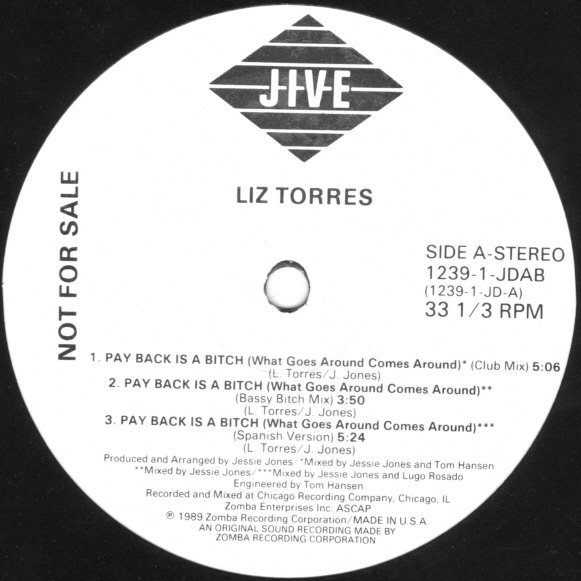 JIVE
LIZ TORRES
NOT FOR SALE
SIDE A-STEREO
1239-1-JDAB
(1239-1-JD-A)
33 1/3 RPM
1. PAY BACK IS A BITCH (What Goes Around Comes Around)* (Club Mix) 5:06
(L. Torres/J. Jones)
2. PAY BACK IS A BITCH (What Goes Around Comes Around)**
(Bassy Bitch Mix) 3:50
(L. Torres/J. Jones)
3. PAY BACK IS A BITCH (What Goes Around Comes Around)***
(Spanish Version) 5:24
(L. Torres/J. Jones)
Produced and Arranged by Jessie Jones/*Mixed by Jessie Jones and Tom Hansen
**Mixed by Jessie Jones/***Mixed by Jessie Jones and Lugo Rosado
Engineered by Tom Hansen
Recorded and Mixed at Chicago Recording Company, Chicago, IL
Zomba Enterprises Inc. ASCAP
℗ 1989 Zomba Recording Corporation/MADE IN U.S.A.
AN ORIGINAL SOUND RECORDING MADE BY
ZOMBA RECORDING CORPORATION